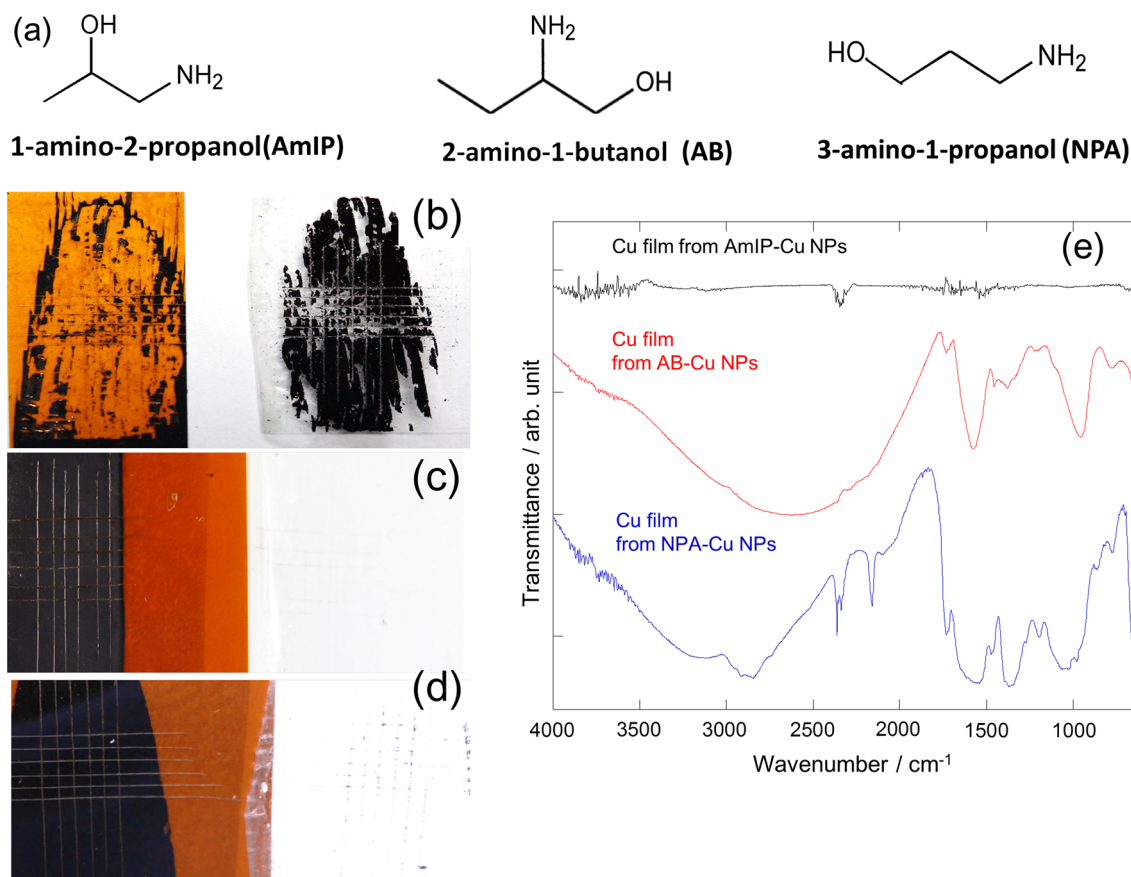 (a)
OH
NH2
1-amino-2-propanol(AmIP)
NH2
OH
2-amino-1-butanol (AB)
HO
NH2
3-amino-1-propanol (NPA)
(b)
(c)
(d)
(e)
Cu film from AmIP-Cu NPs
Cu film
from AB-Cu NPs
Cu film
from NPA-Cu NPs
Transmittance / arb. unit
4000 3500 3000 2500 2000 1500 1000
Wavenumber / cm-1